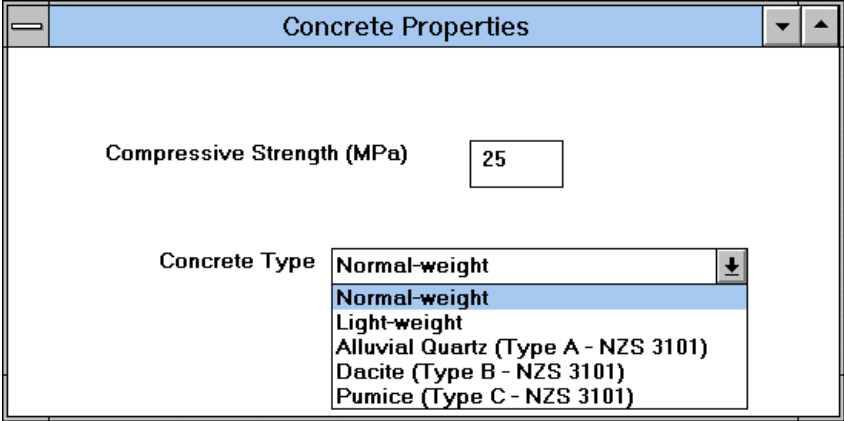 Concrete Properties
Compressive Strength (MPa) 25
Concrete Type Normal-weight
Normal-weight
Light-weight
Alluvial Quartz (Type A - NZS 3101)
Dacite (Type B - NZS 3101)
Pumice (Type C - NZS 3101)